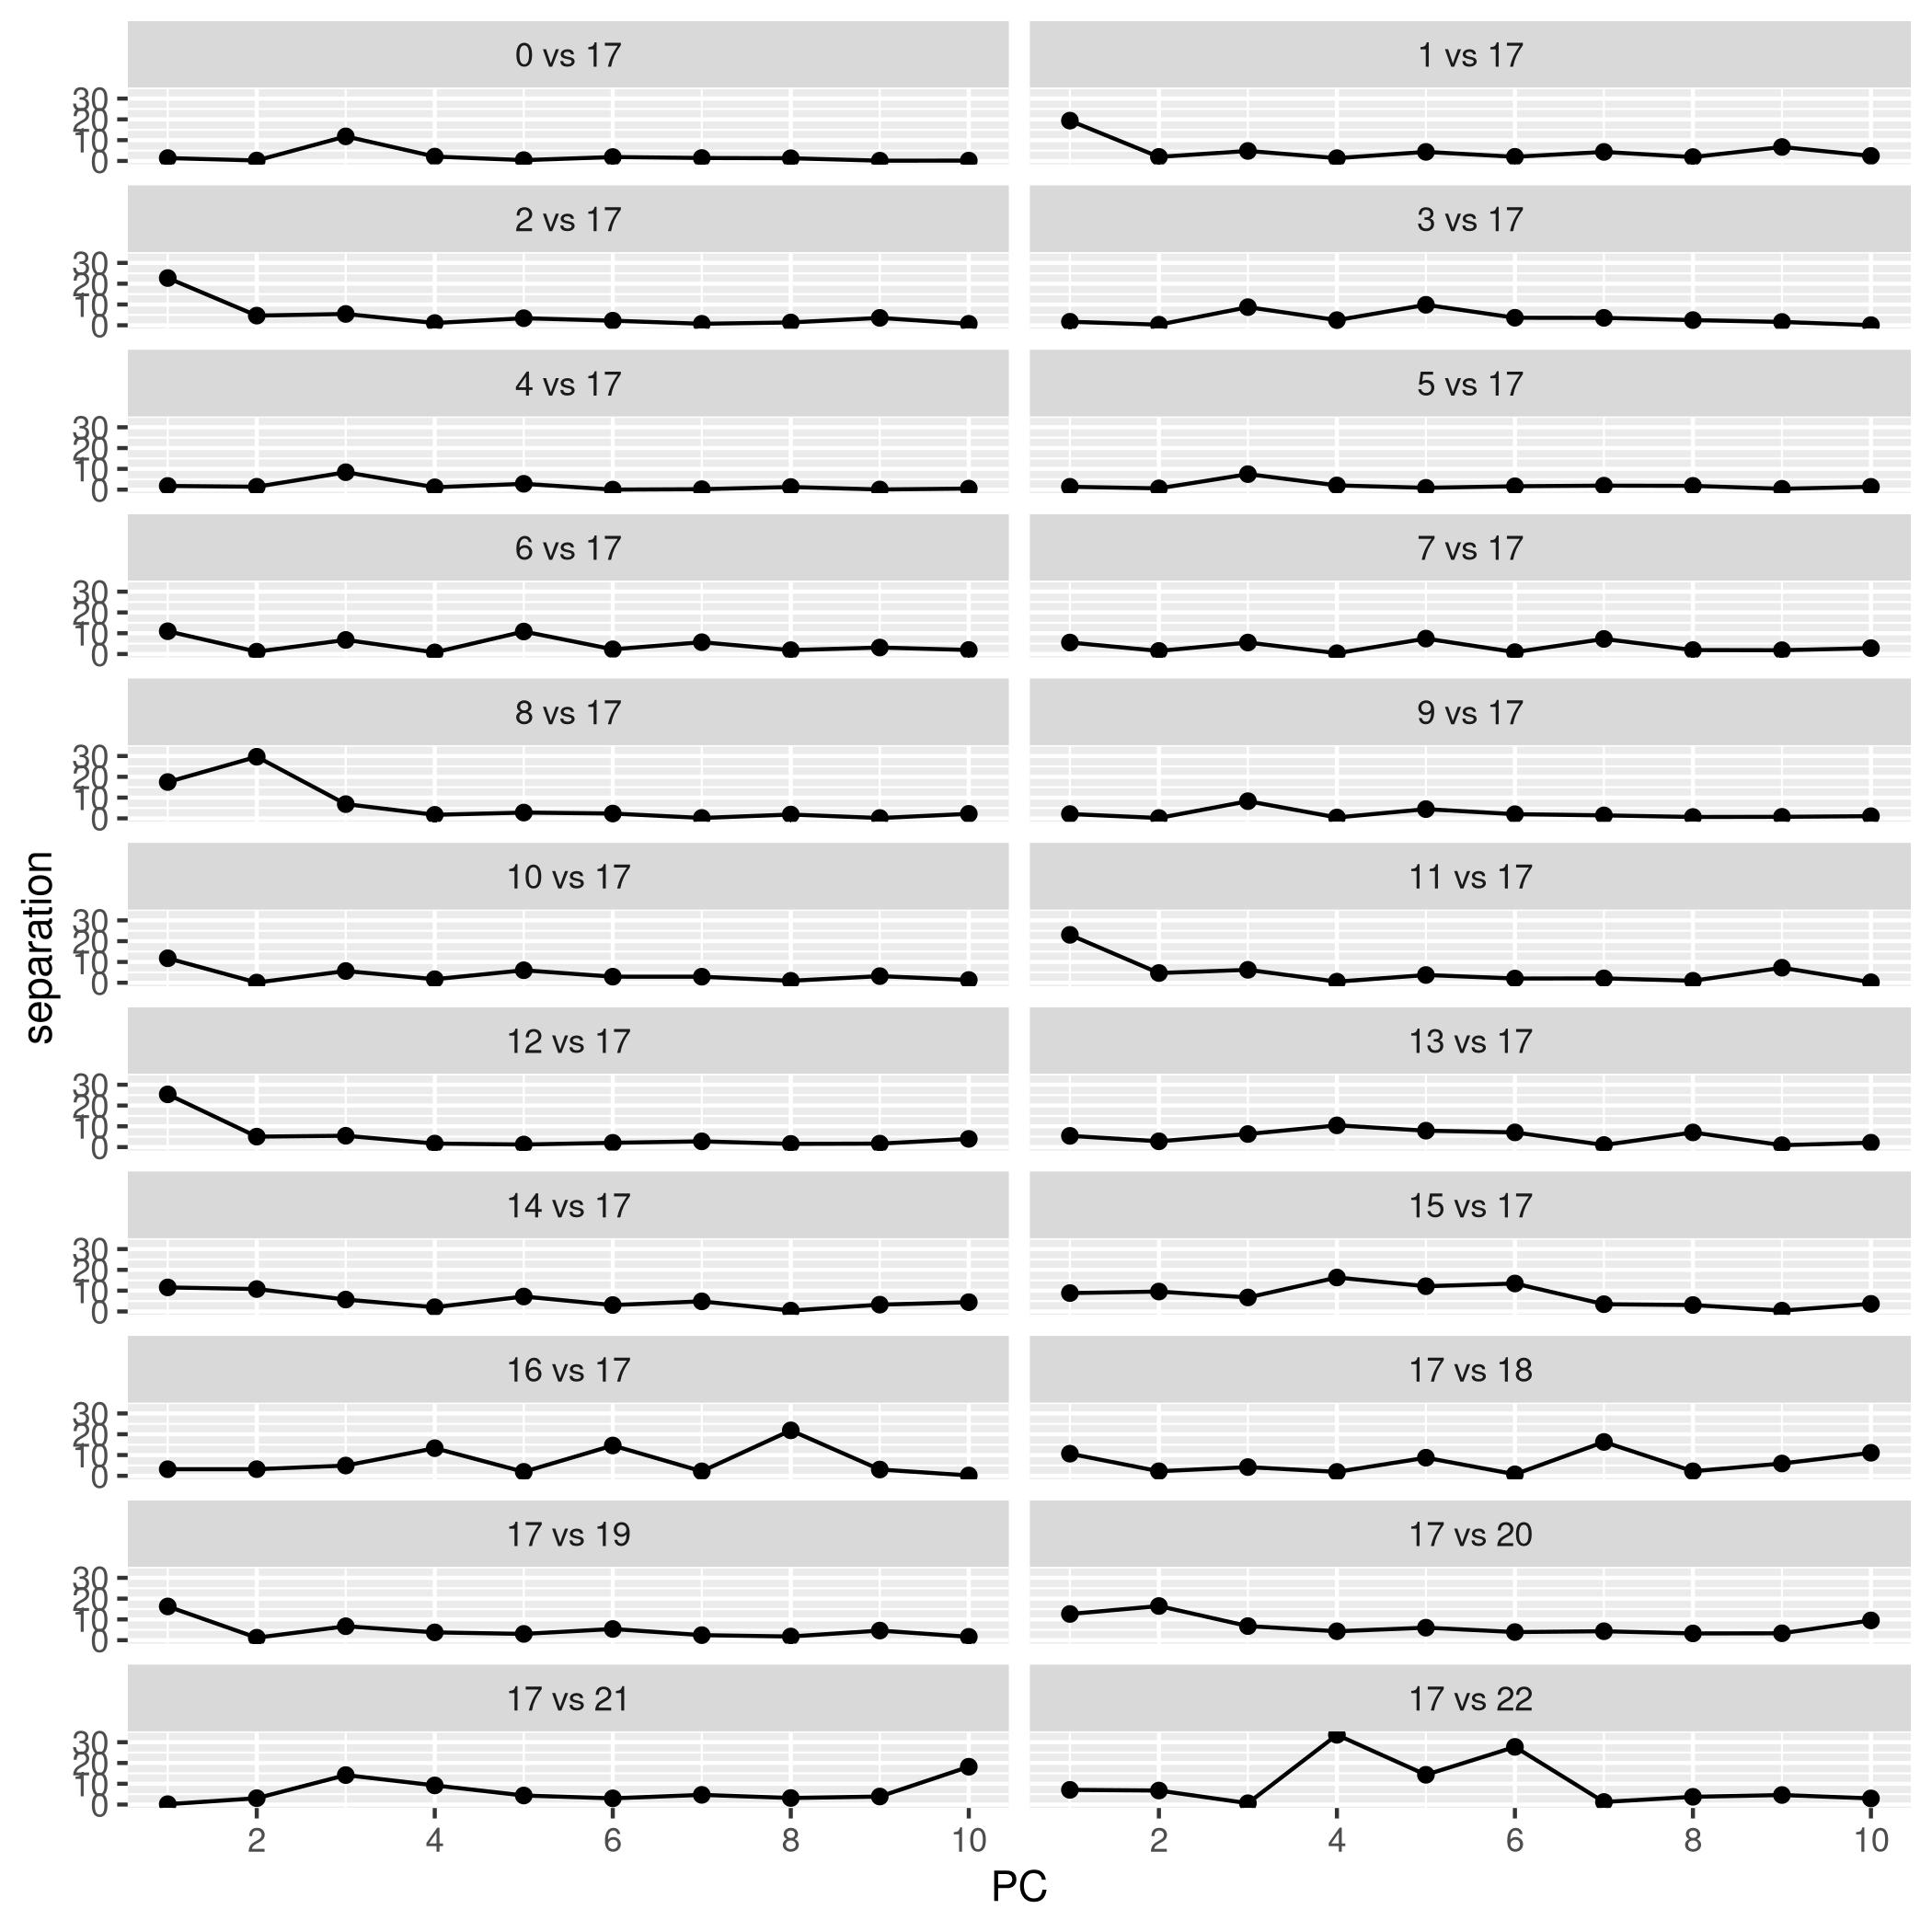 0 vs 17
1 vs 17
30
20
10
0
2 vs 17
3 vs 17
30
20
10
0
4 vs 17
5 vs 17
30
20
10
0
6 vs 17
7 vs 17
30
20
10
0
8 vs 17
9 vs 17
30
20
10
0
10 vs 17
11 vs 17
30
20
10
0
12 vs 17
13 vs 17
30
20
10
0
14 vs 17
15 vs 17
30
20
10
0
16 vs 17
17 vs 18
30
20
10
0
17 vs 19
17 vs 20
30
20
10
0
17 vs 21
17 vs 22
30
20
10
0
2 4 6 8 10
2 4 6 8 10
PC
separation